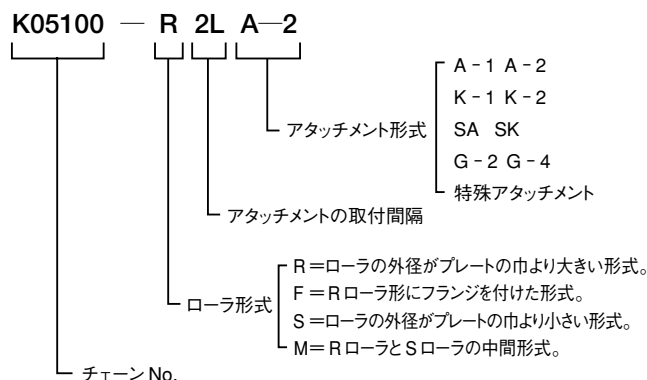 K05100 — R 2L A—2
A-1 A-2
K-1 K-2
アタッチメント形式
SA SK
G-2 G-4
特殊アタッチメント
アタッチメントの取付間隔
R=ローラの外径がプレートの巾より大きい形式。
F=Rローラ形にフランジを付けた形式。
ローラ形式
S=ローラの外径がプレートの巾より小さい形式。
M=RローラとSローラの中間形式。
チェーンNo.